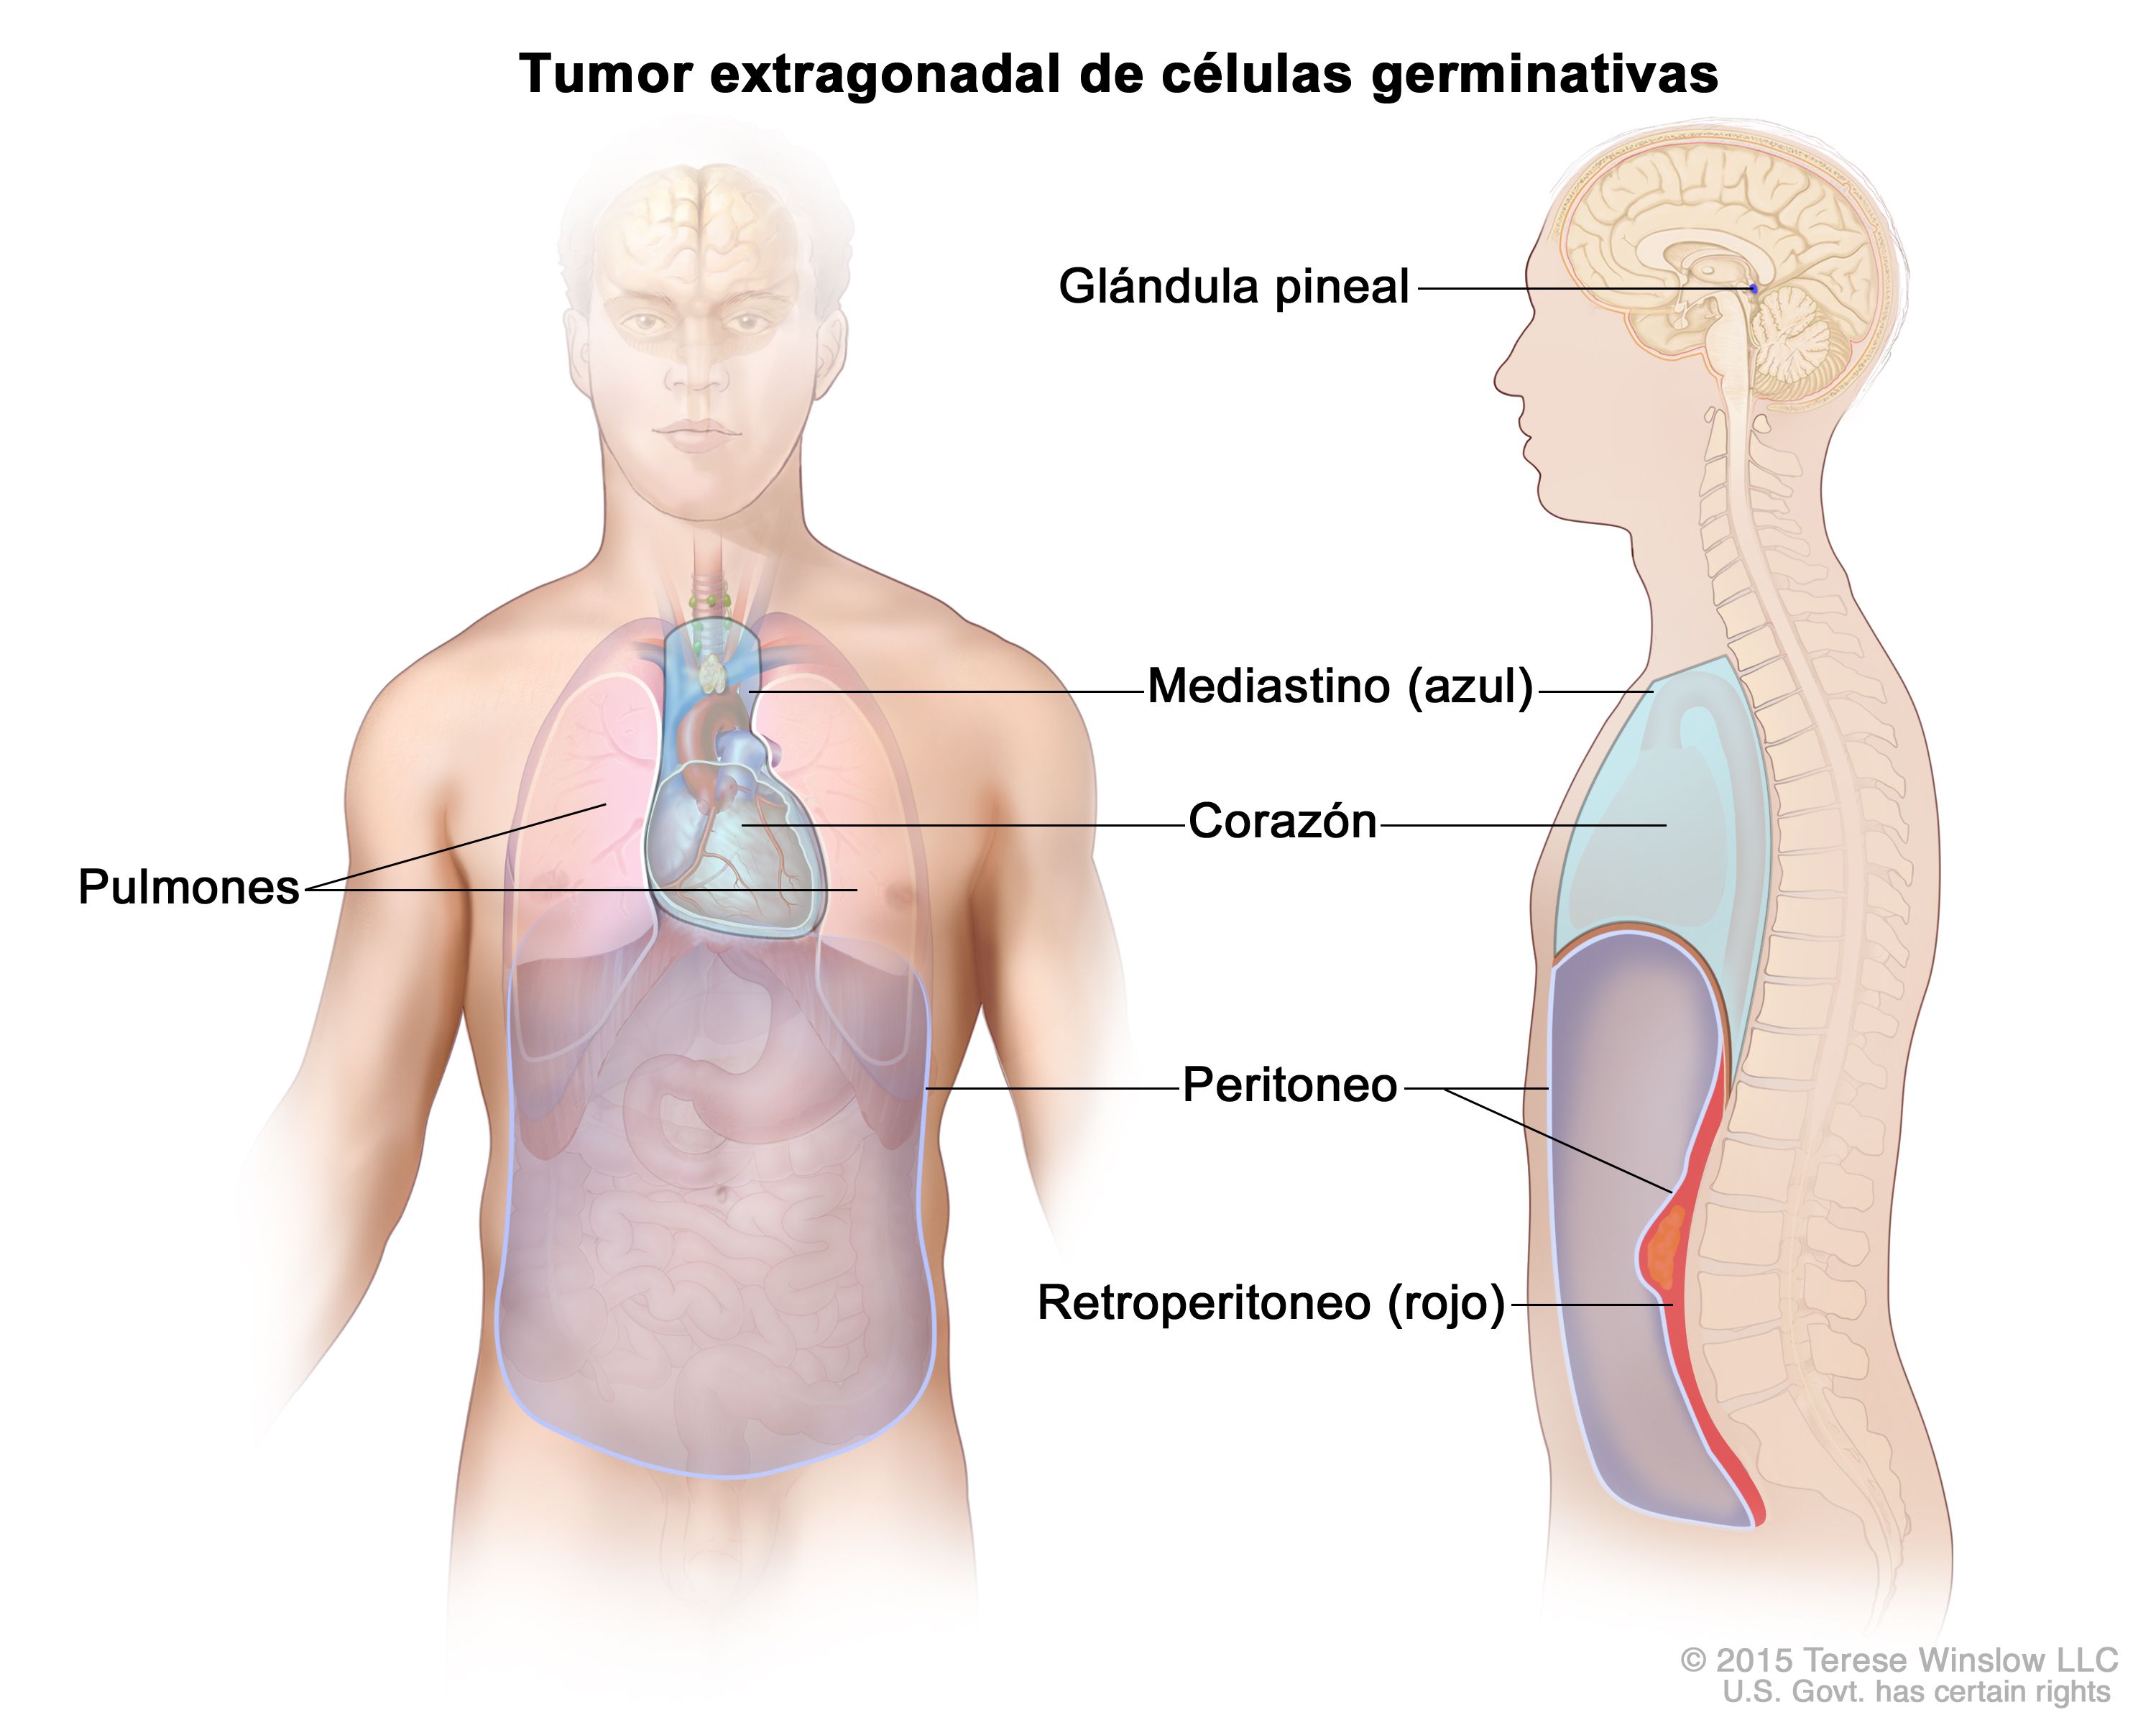 Tumor extragonadal de células germinativas
Glándula pineal
Mediastino (azul)
Corazón
Pulmones
Peritoneo
Retroperitoneo (rojo)
© 2015 Terese Winslow LLC
U.S. Govt. has certain rights